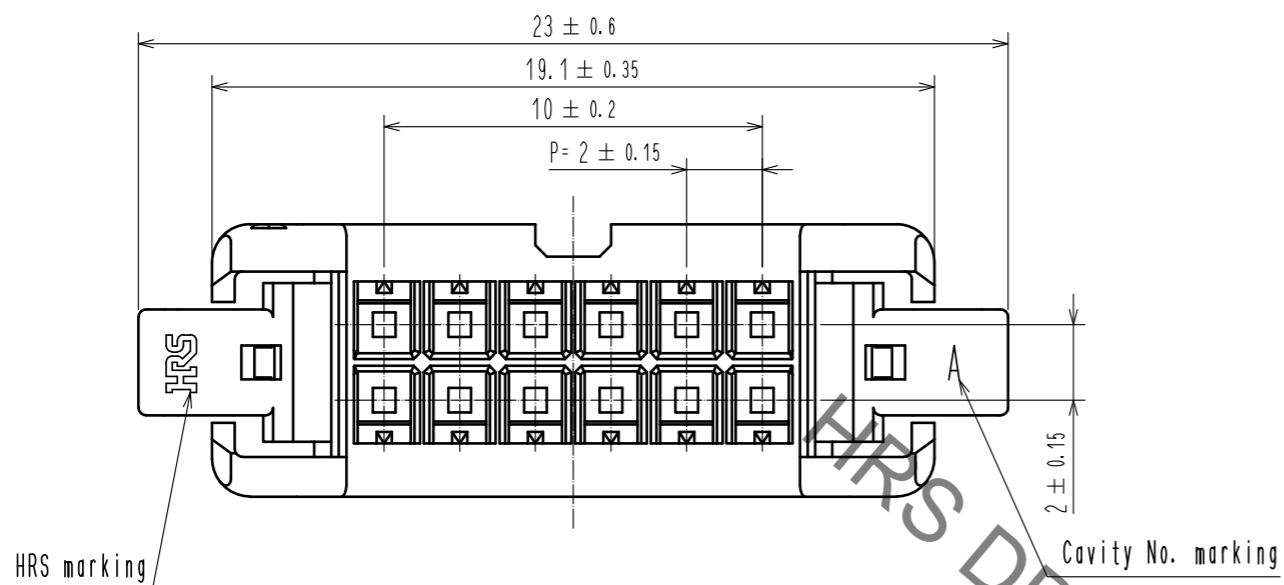 23 ± 0.6
19.1 ± 0.35
10 ± 0.2
P= 2 ± 0.15
HRS
A
2 ± 0.15
HRS marking
Cavity No. marking
HRS